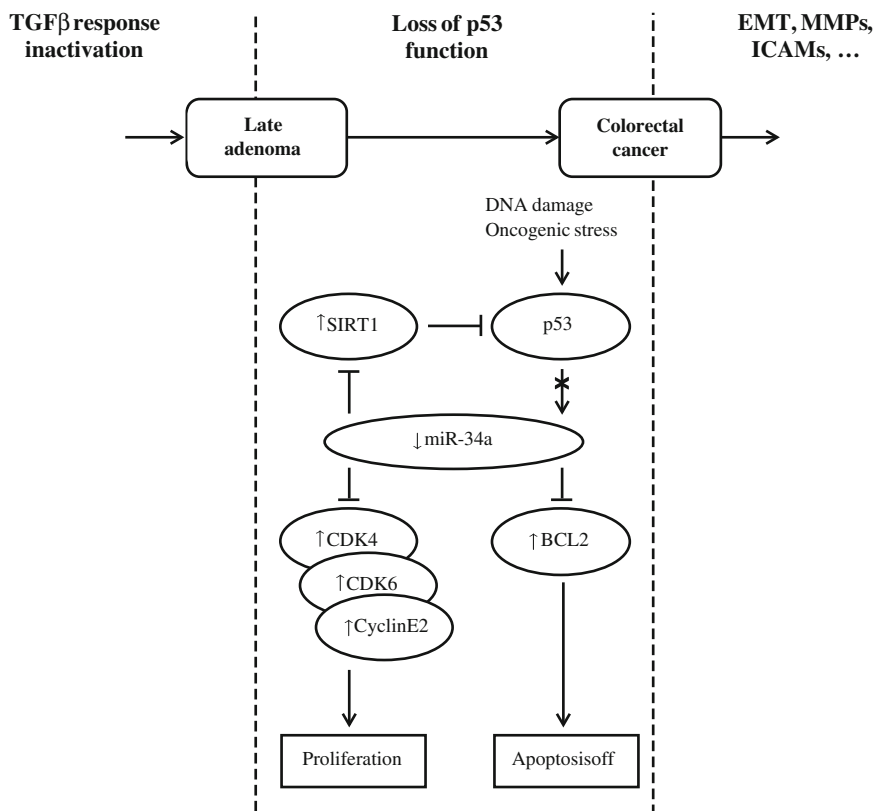 TGFβ response
inactivation
Loss of p53
function
EMT, MMPs,
ICAMs, …
Late
adenoma
Colorectal
cancer
DNA damage
Oncogenic stress
↑SIRT1
p53
↓miR-34a
↑CDK4
↑BCL2
↑CDK6
↑CyclinE2
Proliferation
Apoptosisoff